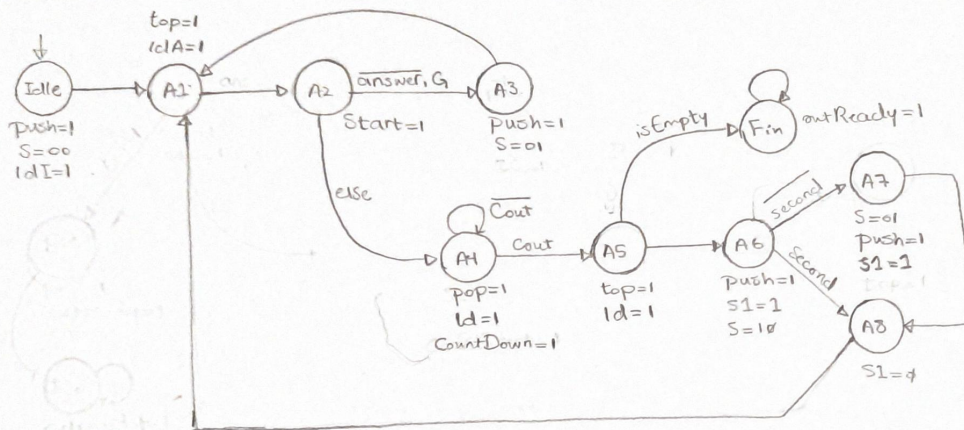 top=1
ldA=1
Idle
A1
A2
answer, G
A3
push=1
S=00
ldI=1
Start=1
push=1
S=01
isEmpty
Fin
outReady=1
else
Cout
A4
Cout
A5
A6
second
second
A7
S=01
push=1
S1=1
pop=1
ld=1
CountDown=1
top=1
ld=1
push=1
S1=1
S=10
A8
S1=0